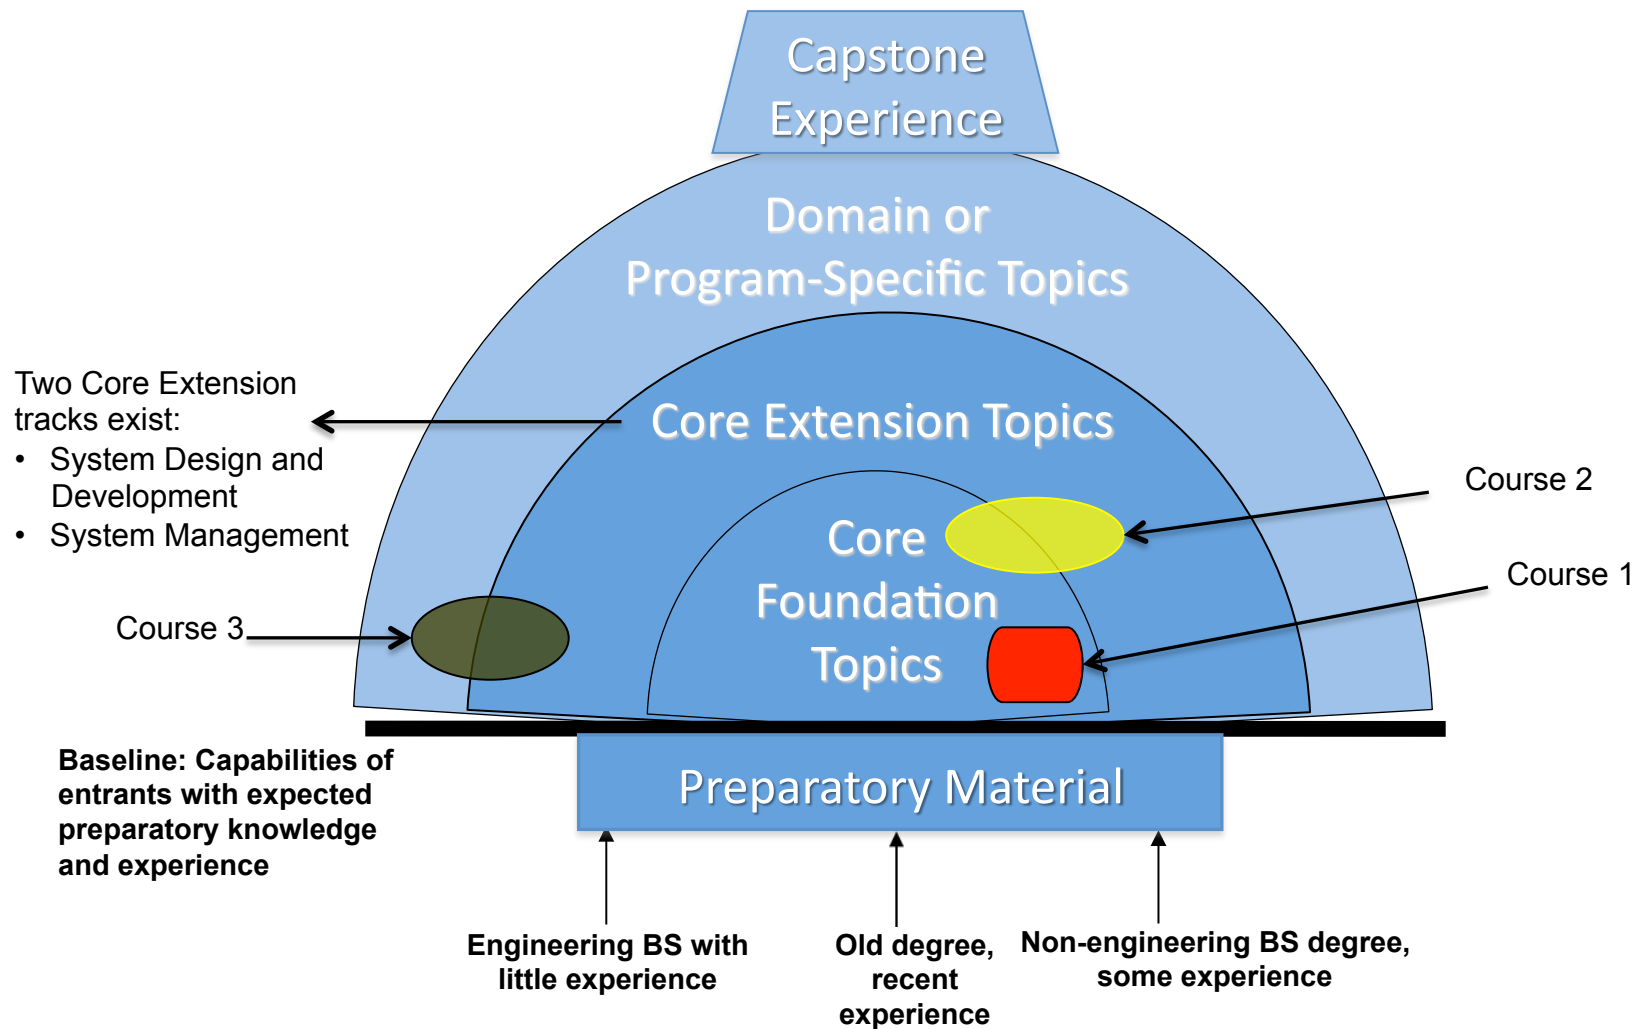 Capstone
Experience
Domain or
Program-Specific Topics
Two Core Extension
tracks exist:
• System Design and
Development
• System Management
Core Extension Topics
Course 2
Core
Foundation
Topics
Course 1
Course 3
Baseline: Capabilities of
entrants with expected
preparatory knowledge
and experience
Preparatory Material
Engineering BS with
little experience
Old degree,
recent
experience
Non-engineering BS degree,
some experience